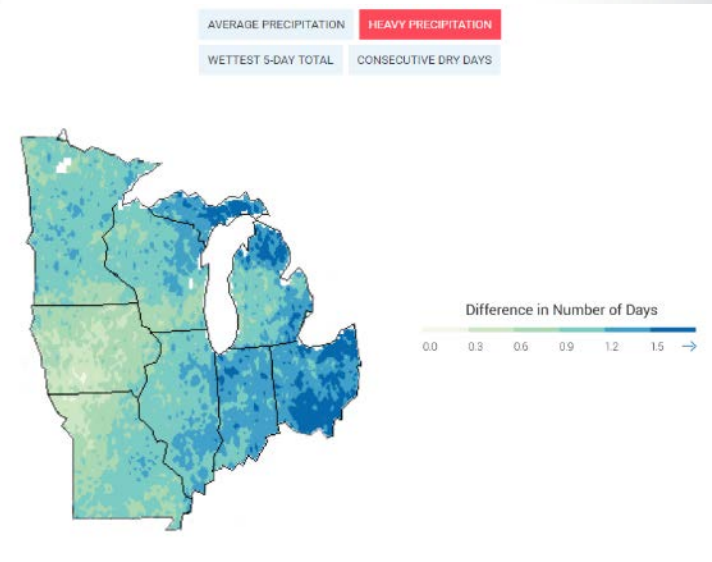 AVERAGE PRECIPITATION HEAVY PRECIPITATION
WETTEST 5-DAY TOTAL CONSECUTIVE DRY DAYS
Difference in Number of Days
0.0 0.3 0.6 0.9 1.2 1.5